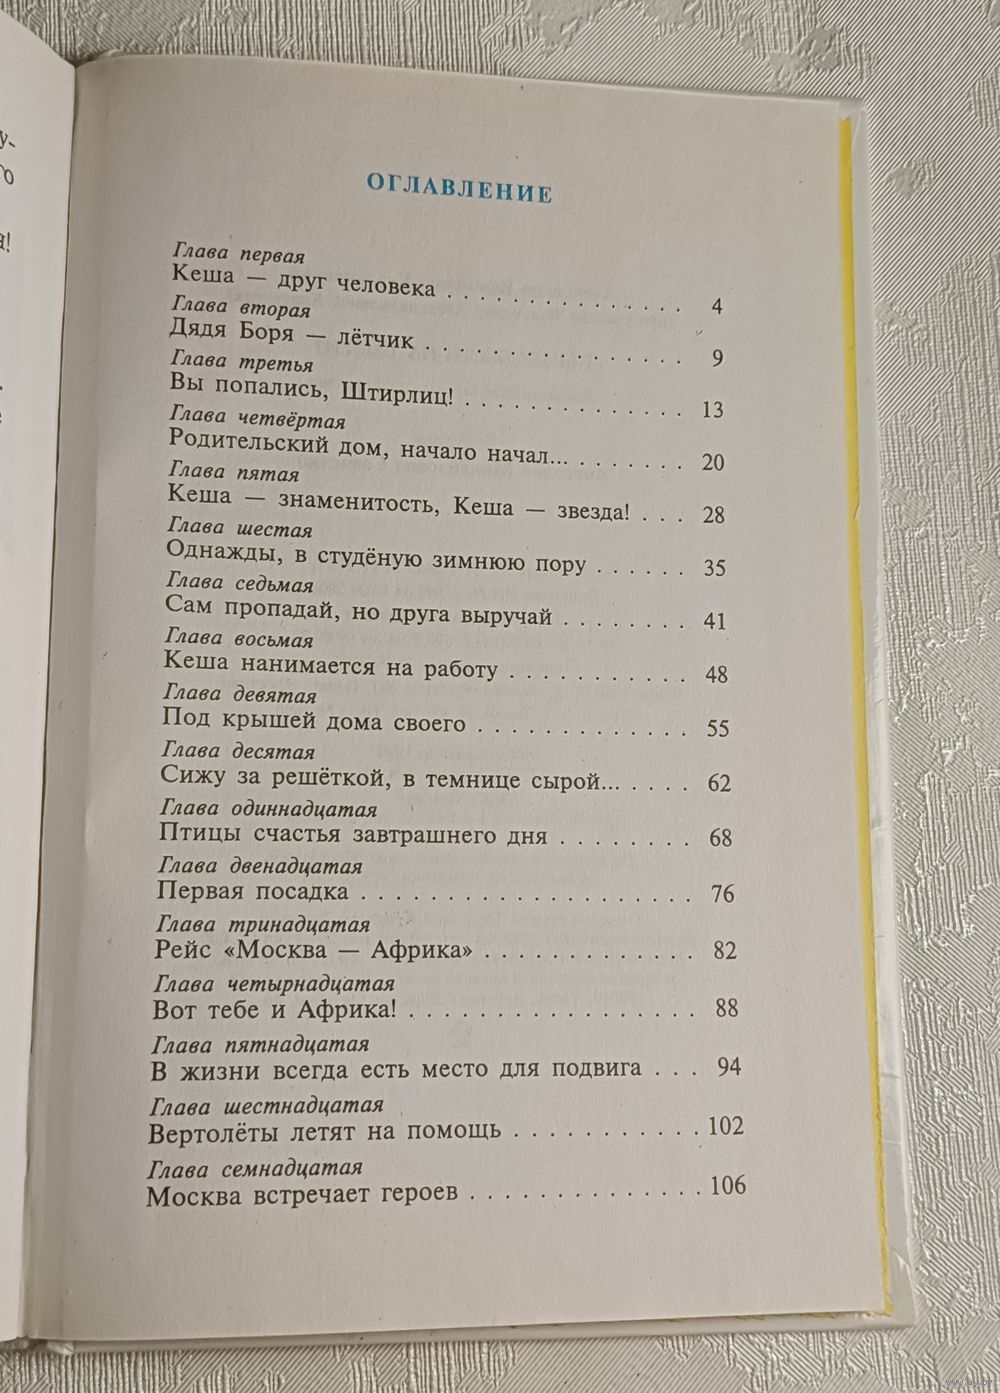 у-
го
я!
ОГЛАВЛЕНИЕ
Глава первая
Кеша — друг человека . . . . . . . . . . . . . . 4
Глава вторая
Дядя Боря — лётчик . . . . . . . . . . . . . . . 9
Глава третья
Вы попались, Штирлиц! . . . . . . . . . . . . . 13
Глава четвёртая
Родительский дом, начало начал... . . . . . . . 20
Глава пятая
Кеша — знаменитость, Кеша — звезда! . . . 28
Глава шестая
Однажды, в студёную зимнюю пору . . . . . . 35
Глава седьмая
Сам пропадай, но друга выручай . . . . . . . . 41
Глава восьмая
Кеша нанимается на работу . . . . . . . . . . . 48
Глава девятая
Под крышей дома своего . . . . . . . . . . . . . 55
Глава десятая
Сижу за решёткой, в темнице сырой... . . . . 62
Глава одиннадцатая
Птицы счастья завтрашнего дня . . . . . . . . 68
Глава двенадцатая
Первая посадка . . . . . . . . . . . . . . . . . . . 76
Глава тринадцатая
Рейс «Москва — Африка» . . . . . . . . . . . . . 82
Глава четырнадцатая
Вот тебе и Африка! . . . . . . . . . . . . . . . . . 88
Глава пятнадцатая
В жизни всегда есть место для подвига . . . 94
Глава шестнадцатая
Вертолёты летят на помощь . . . . . . . . . . . 102
Глава семнадцатая
Москва встречает героев . . . . . . . . . . . . . . 106